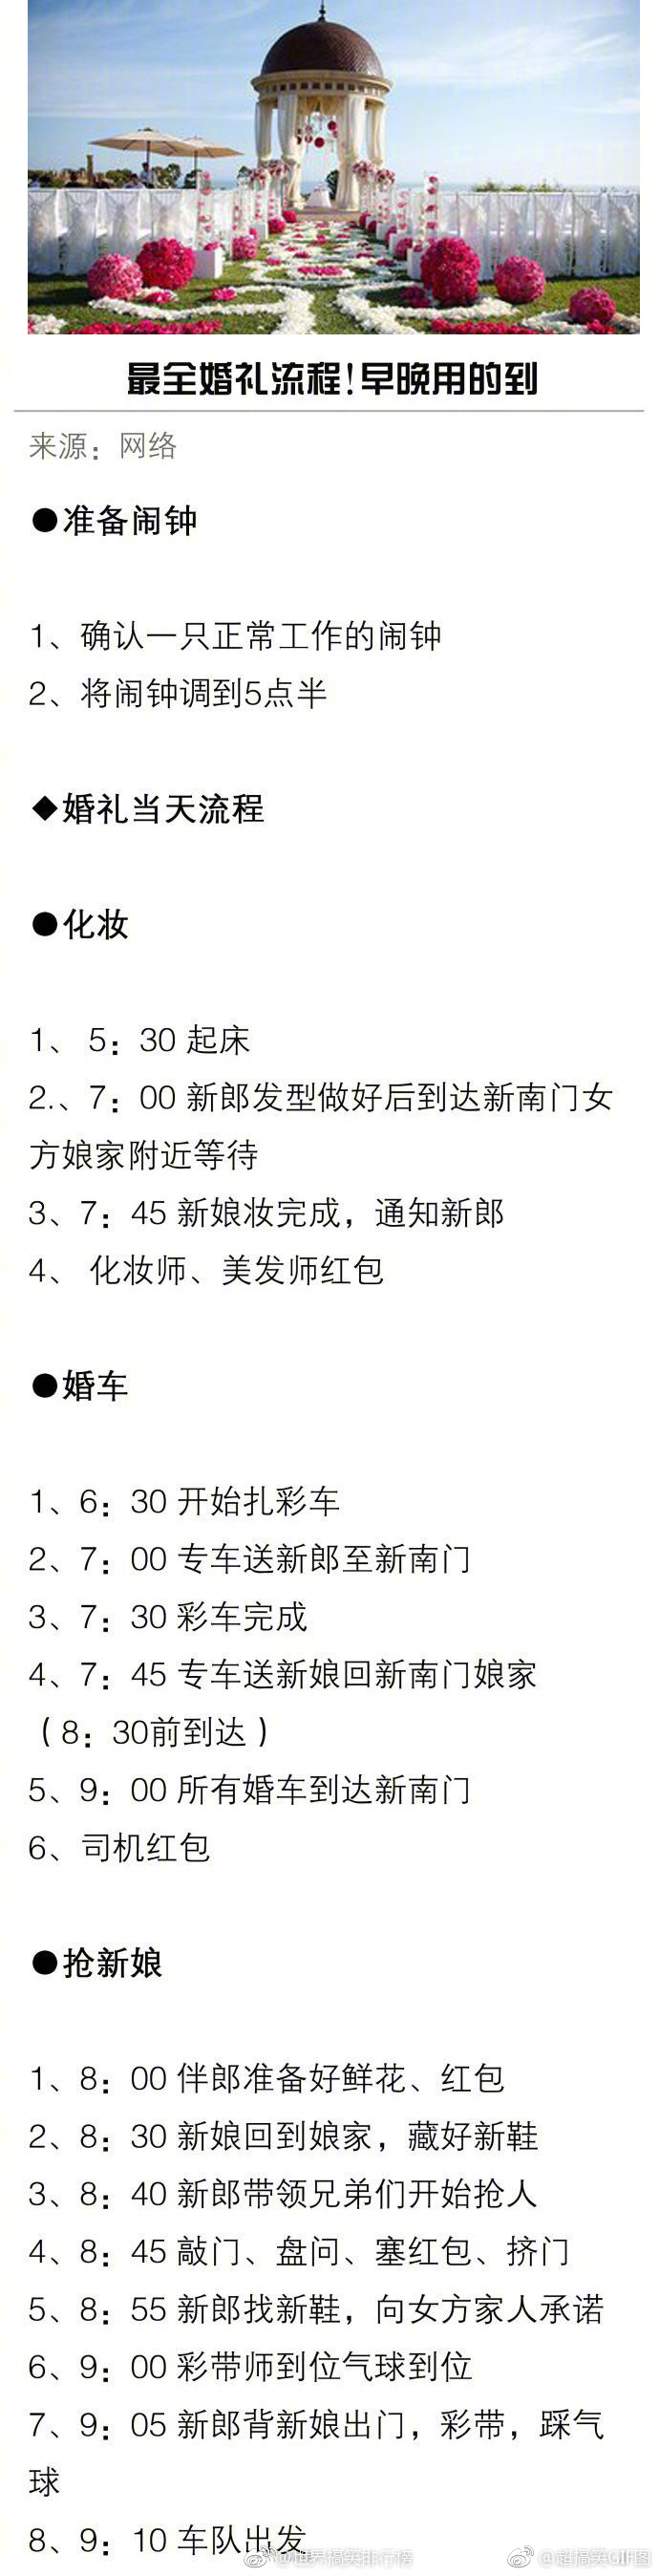 最全婚礼流程!早晚用的到
来源：网络
●准备闹钟
1、确认一只正常工作的闹钟
2、将闹钟调到5点半
◆婚礼当天流程
●化妆
1、 5：30 起床
2.、7：00 新郎发型做好后到达新南门女
方娘家附近等待
3、7：45 新娘妆完成，通知新郎
4、 化妆师、美发师红包
●婚车
1、6：30 开始扎彩车
2、7：00 专车送新郎至新南门
3、7：30 彩车完成
4、7：45 专车送新娘回新南门娘家
（8：30前到达）
5、9：00 所有婚车到达新南门
6、司机红包
●抢新娘
1、8：00 伴郎准备好鲜花、红包
2、8：30 新娘回到娘家，藏好新鞋
3、8：40 新郎带领兄弟们开始抢人
4、8：45 敲门、盘问、塞红包、挤门
5、8：55 新郎找新鞋，向女方家人承诺
6、9：00 彩带师到位气球到位
7、9：05 新郎背新娘出门，彩带，踩气
球
8、9：10 车队出发
@超搞笑Gif图